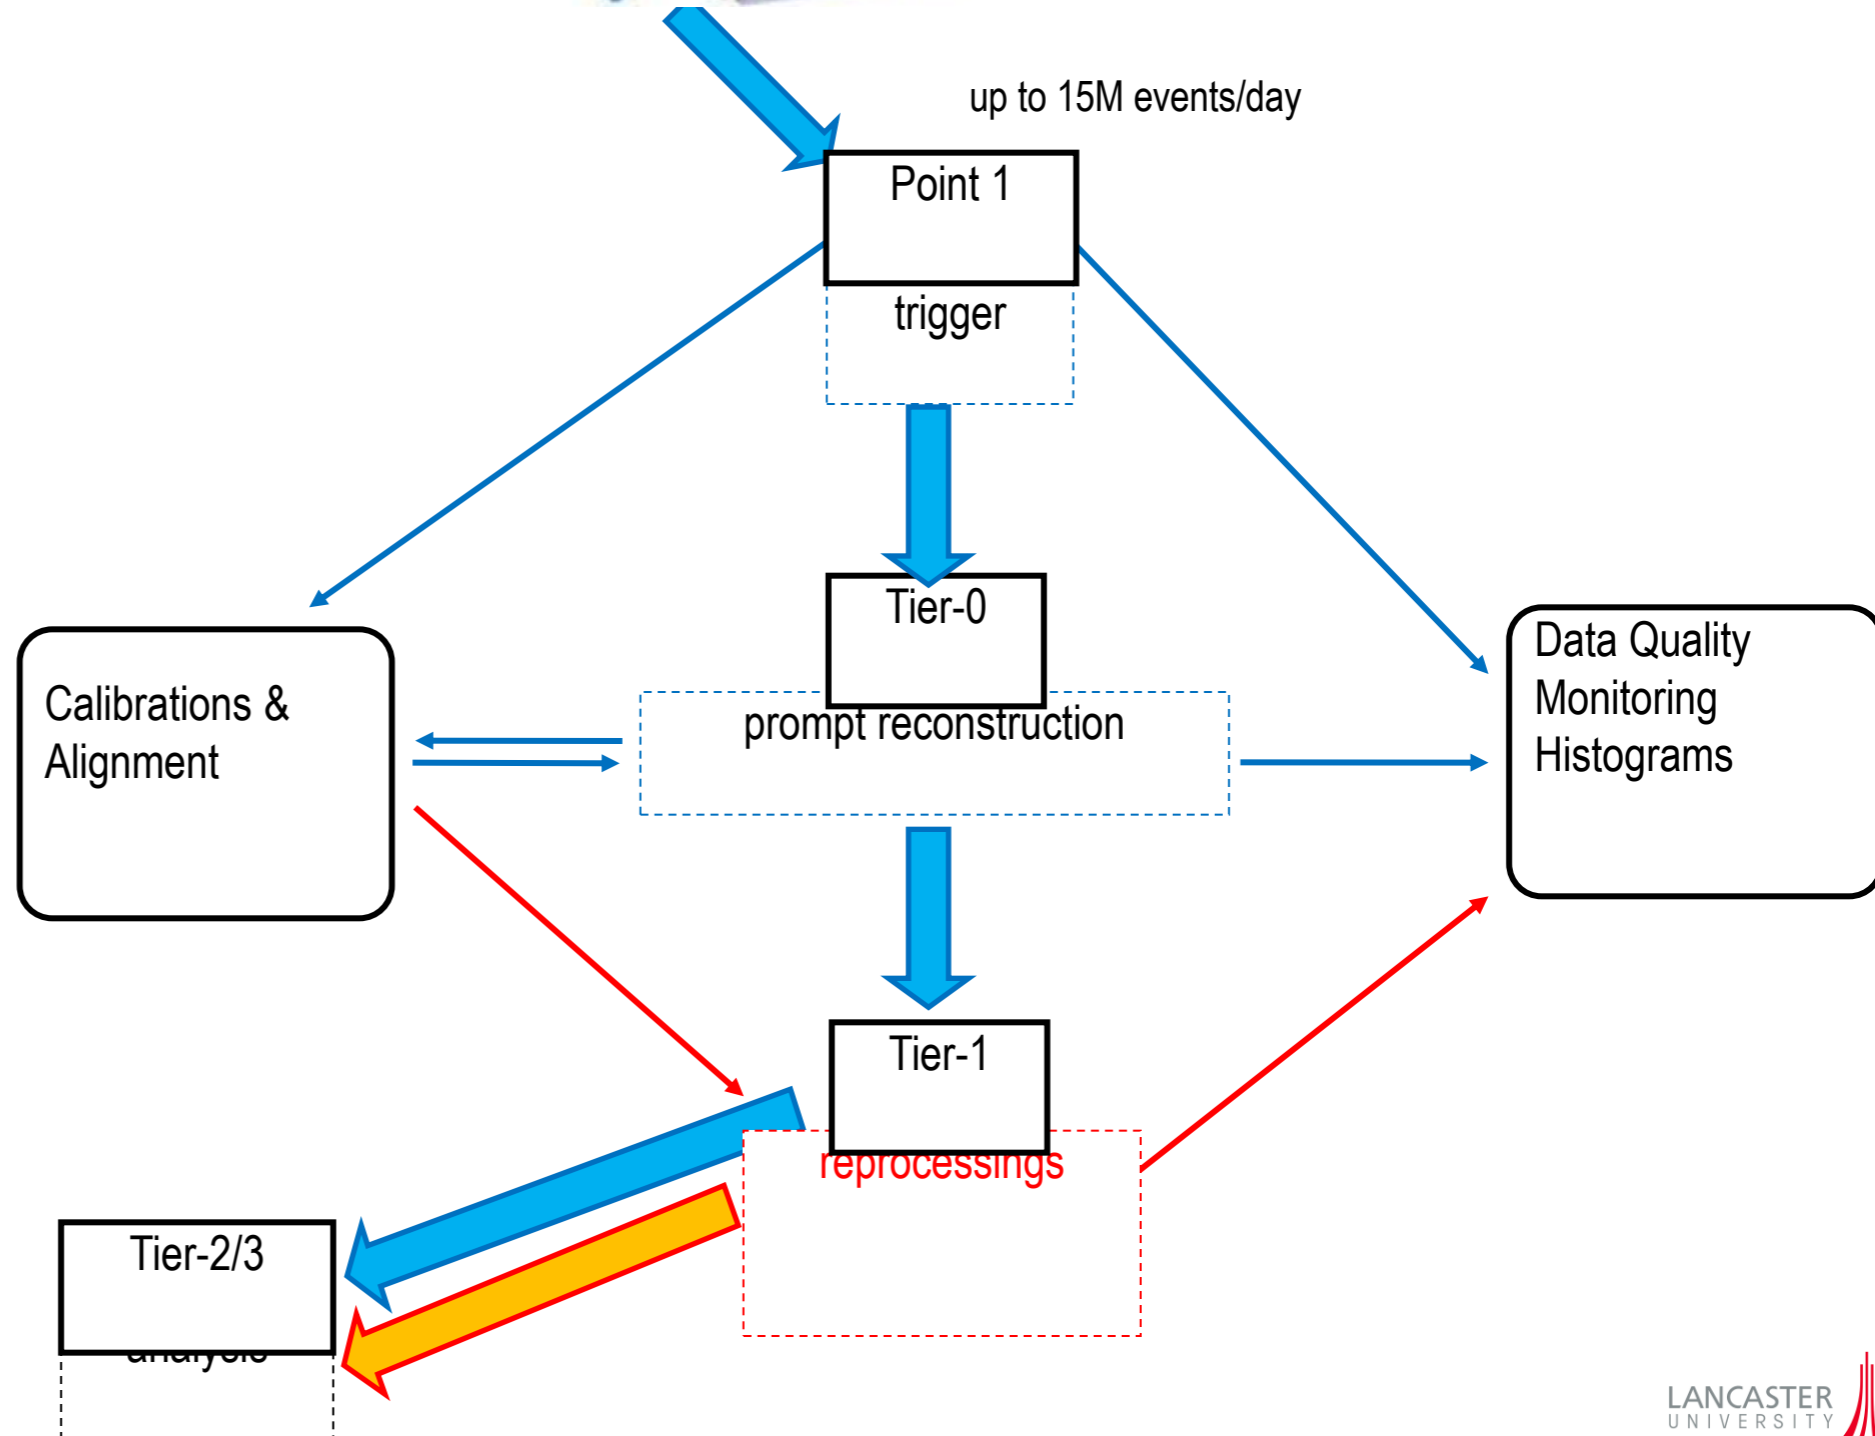 up to 15M events/day
Point 1
trigger
Tier-0
prompt reconstruction
Calibrations &
Alignment
Data Quality
Monitoring
Histograms
Tier-1
reprocessings
Tier-2/3
analysis
LANCASTER
UNIVERSITY